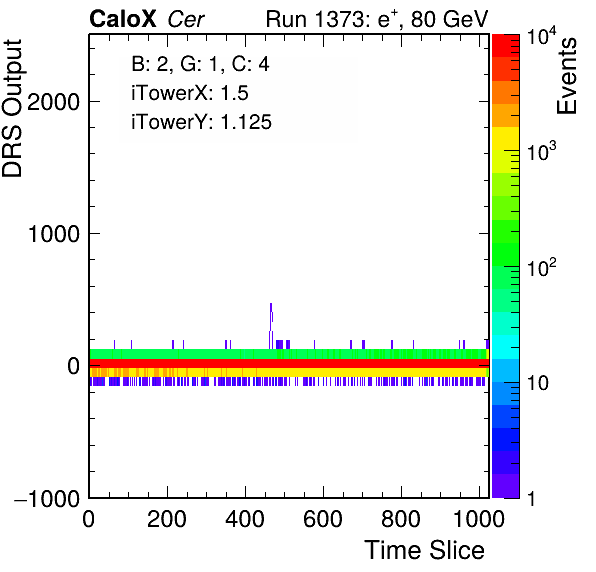 CaloX Cer
Run 1373: e⁺, 80 GeV
B: 2, G: 1, C: 4
iTowerX: 1.5
iTowerY: 1.125
DRS Output
2000
1000
0
−1000
0 200 400 600 800 1000
Time Slice
Events
10⁴
10³
10²
10
1